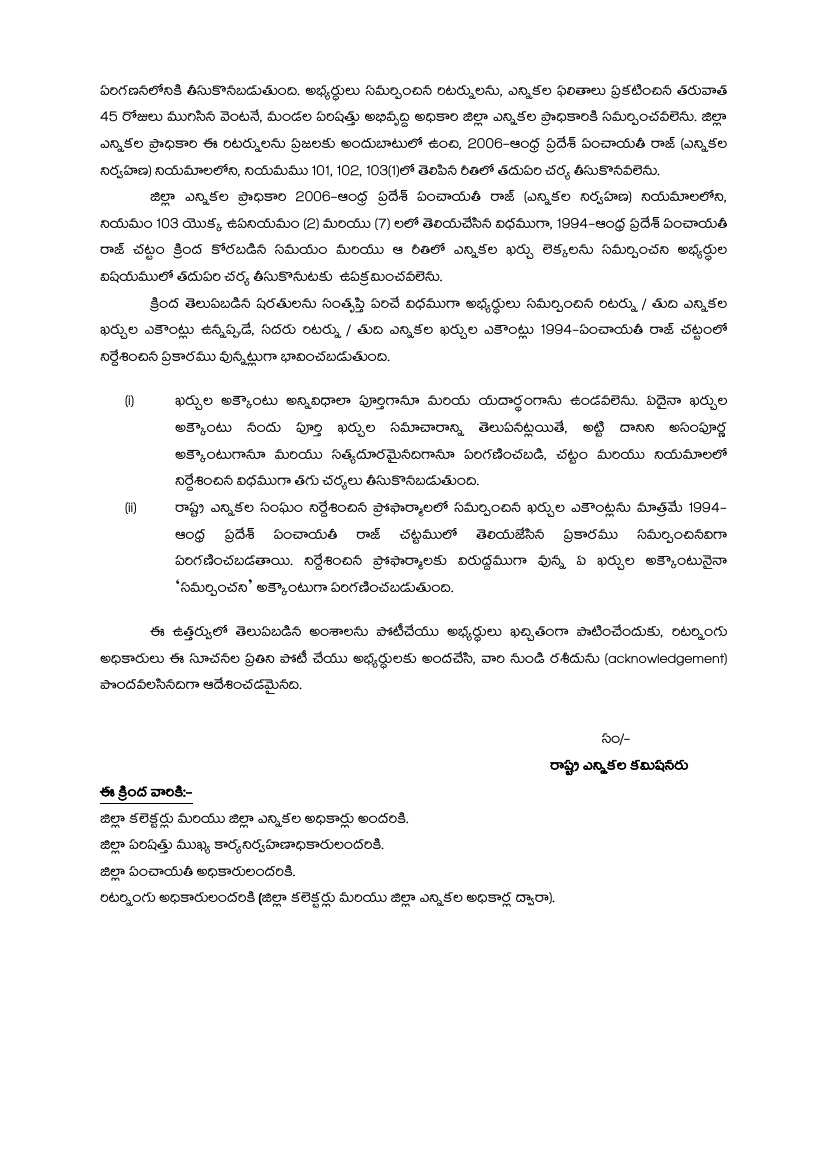 పరిగణనలోనికి తీసుకొనబడుతుంది. అభ్యర్ధులు సమర్పించిన రిటర్నులను, ఎన్నికల ఫలితాలు ప్రకటించిన తరువాత
45 రోజులు ముగిసిన వెంటనే, మండల పరిషత్తు అభివృద్ది అధికారి జిల్లా ఎన్నికల ప్రాధికారికి సమర్పించవలెను. జిల్లా
ఎన్నికల ప్రాధికారి ఈ రిటర్నులను ప్రజలకు అందుబాటులో ఉంచి, 2006-ఆంధ్ర ప్రదేశ్ పంచాయతీ రాజ్ (ఎన్నికల
నిర్వహణ) నియమాలలోని, నియమము 101, 102, 103(1)లో తెలిపిన రీతిలో తదుపరి చర్య తీసుకొనవలెను.
జిల్లా ఎన్నికల ప్రాధికారి 2006-ఆంధ్ర ప్రదేశ్ పంచాయతీ రాజ్ (ఎన్నికల నిర్వహణ) నియమాలలోని,
నియమం 103 యొక్క ఉపనియమం (2) మరియు (7) లలో తెలియచేసిన విధముగా, 1994-ఆంధ్ర ప్రదేశ్ పంచాయతీ
రాజ్ చట్టం క్రింద కోరబడిన సమయం మరియు ఆ రీతిలో ఎన్నికల ఖర్చు లెక్కలను సమర్పించని అభ్యర్ధుల
విషయములో తదుపరి చర్య తీసుకొనుటకు ఉపక్రమించవలెను.
క్రింద తెలుపబడిన షరతులను సంతృప్తి పరిచే విధముగా అభ్యర్ధులు సమర్పించిన రిటర్ను / తుది ఎన్నికల
ఖర్చుల ఎకౌంట్లు ఉన్నప్పుడే, సదరు రిటర్ను / తుది ఎన్నికల ఖర్చుల ఎకౌంట్లు 1994-పంచాయతీ రాజ్ చట్టంలో
నిర్దేశించిన ప్రకారము వున్నట్లుగా భావించబడుతుంది.
(i) ఖర్చుల అక్కౌంటు అన్నివిధాలా పూర్తిగానూ మరియ యదార్థంగాను ఉండవలెను. ఏదైనా ఖర్చుల
అక్కౌంటు నందు పూర్తి ఖర్చుల సమాచారాన్ని తెలుపనట్లయితే, అట్టి దానిని అసంపూర్ణ
అక్కౌంటుగానూ మరియు సత్యదూరమైనదిగానూ పరిగణించబడి, చట్టం మరియు నియమాలలో
నిర్దేశించిన విధముగా తగు చర్యలు తీసుకొనబడుతుంది.
(ii) రాష్ట్ర ఎన్నికల సంఘం నిర్దేశించిన ప్రోఫార్మాలలో సమర్పించిన ఖర్చుల ఎకౌంట్లను మాత్రమే 1994-
ఆంధ్ర ప్రదేశ్ పంచాయతీ రాజ్ చట్టములో తెలియజేసిన ప్రకారము సమర్పించినవిగా
పరిగణించబడతాయి. నిర్దేశించిన ప్రోఫార్మాలకు విరుద్దముగా వున్న ఏ ఖర్చుల అక్కౌంటునైనా
‘సమర్పించని’ అక్కౌంటుగా పరిగణించబడుతుంది.
ఈ ఉత్తర్వులో తెలుపబడిన అంశాలను పోటీచేయు అభ్యర్ధులు ఖచ్చితంగా పాటించేందుకు, రిటర్నింగు
అధికారులు ఈ సూచనల ప్రతిని పోటీ చేయు అభ్యర్ధులకు అందచేసి, వారి నుండి రశీదును (acknowledgement)
పొందవలసినదిగా ఆదేశించడమైనది.
సం/-
రాష్ట్ర ఎన్నికల కమిషనరు
ఈ క్రింద వారికి:-
జిల్లా కలెక్టర్లు మరియు జిల్లా ఎన్నికల అధికార్లు అందరికి.
జిల్లా పరిషత్తు ముఖ్య కార్యనిర్వహణాధికారులందరికి.
జిల్లా పంచాయతీ అధికారులందరికి.
రిటర్నింగు అధికారులందరికి (జిల్లా కలెక్టర్లు మరియు జిల్లా ఎన్నికల అధికార్ల ద్వారా).